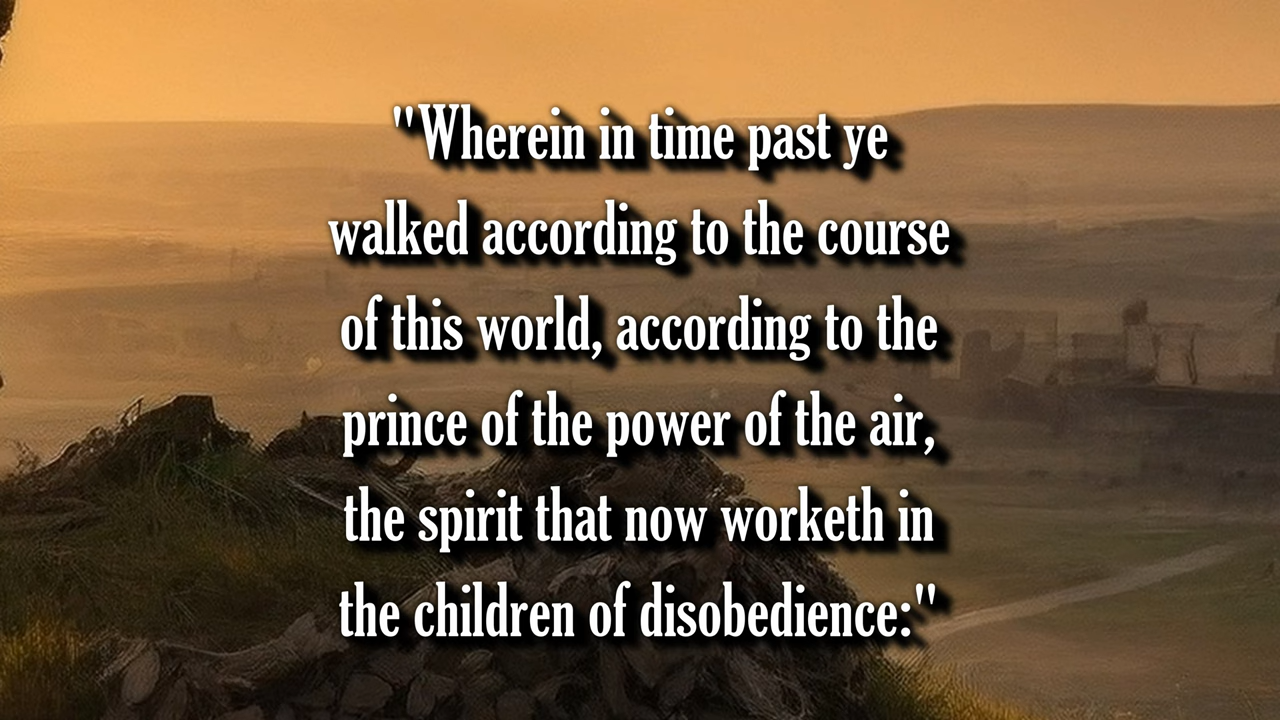 "Wherein in time past ye
walked according to the course
of this world, according to the
prince of the power of the air,
the spirit that now worketh in
the children of disobedience:"